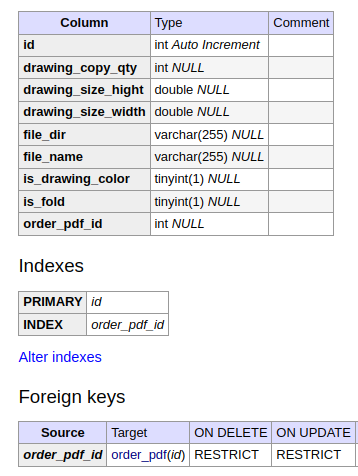 Column Type Comment
id int Auto Increment
drawing_copy_qty int NULL
drawing_size_hight double NULL
drawing_size_width double NULL
file_dir varchar(255) NULL
file_name varchar(255) NULL
is_drawing_color tinyint(1) NULL
is_fold tinyint(1) NULL
order_pdf_id int NULL
Indexes
PRIMARY id
INDEX order_pdf_id
Alter indexes
Foreign keys
Source Target ON DELETE ON UPDATE
order_pdf_id order_pdf(id) RESTRICT RESTRICT